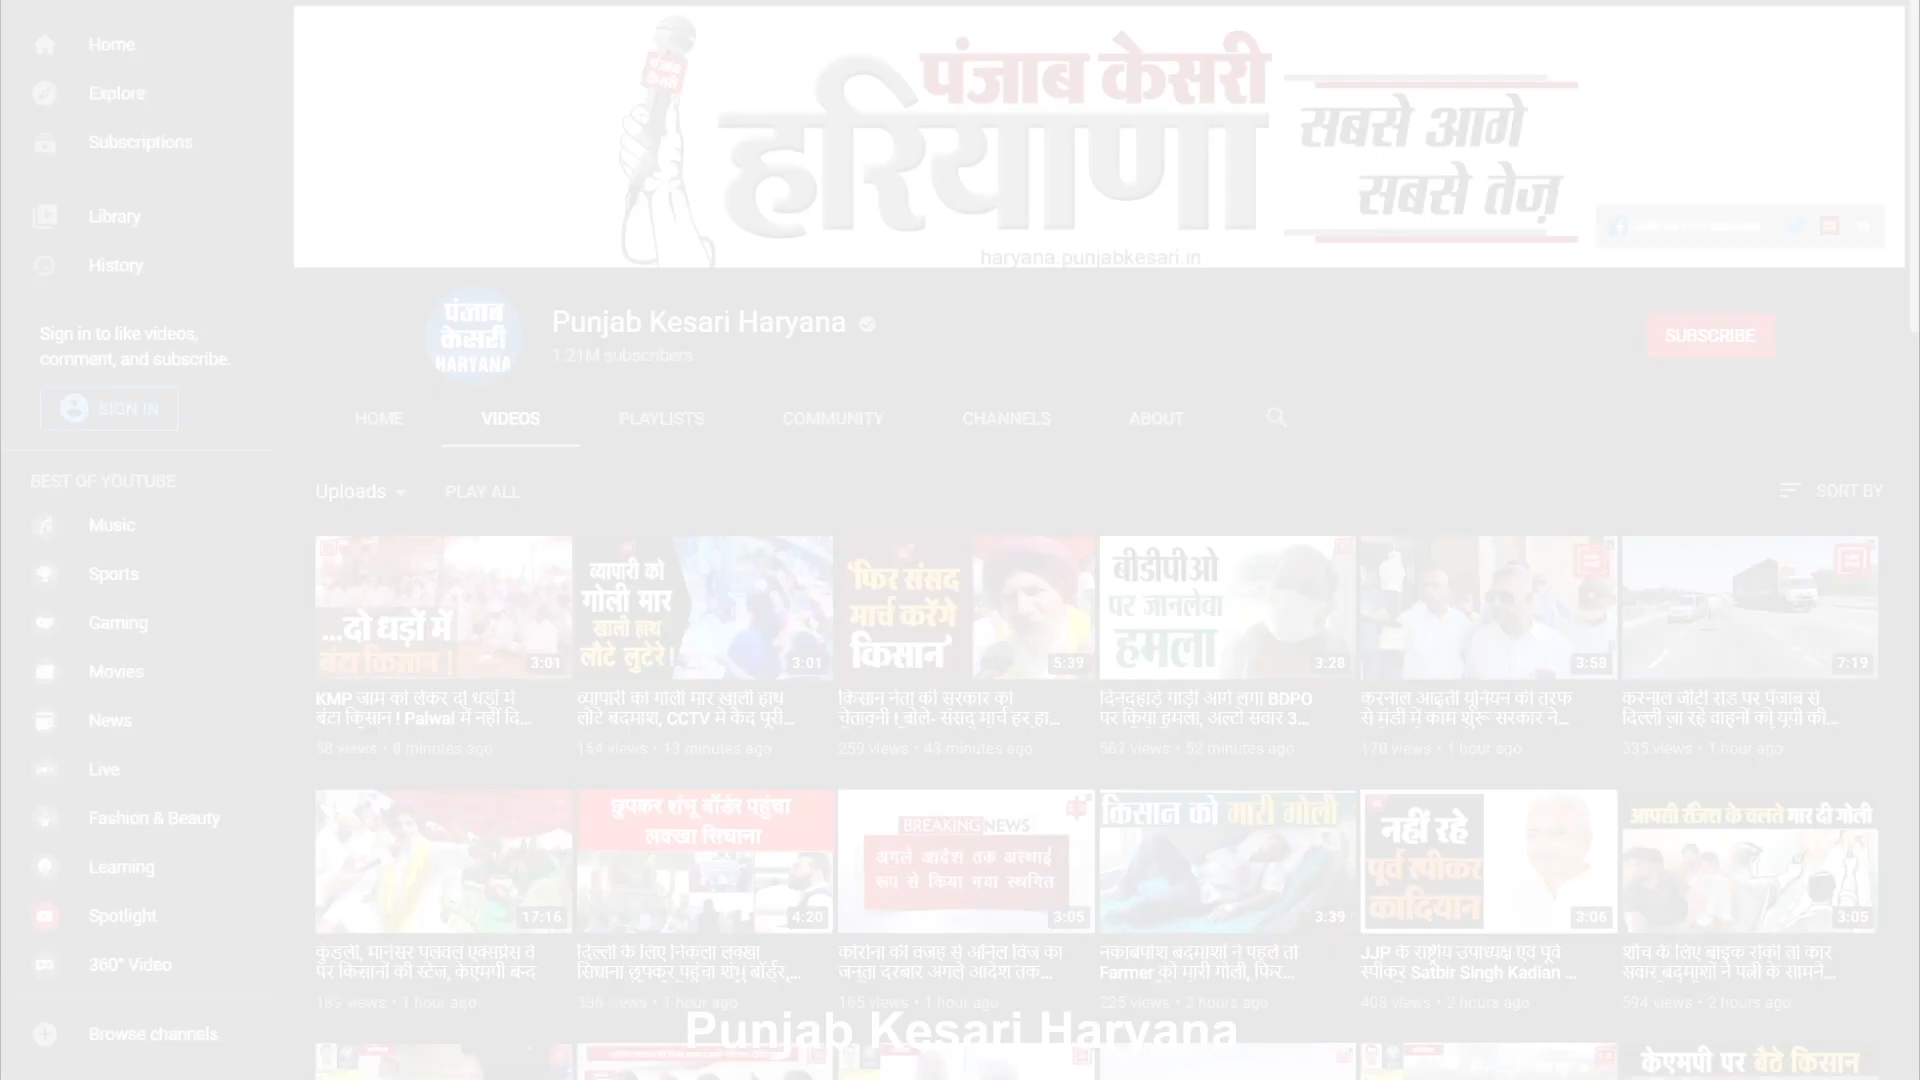 Home
Explore
Subscriptions
Library
History
Sign in to like videos,
comment, and subscribe.
SIGN IN
BEST OF YOUTUBE
Music
Sports
Gaming
Movies
News
Live
Fashion & Beauty
Learning
Spotlight
360° Video
Browse channels
पंजाब केसरी
हरियाणा
सबसे आगे
सबसे तेज़
haryana.punjabkesari.in
पंजाब
केसरी
HARYANA
Punjab Kesari Haryana
1.21M subscribers
SUBSCRIBE
HOME VIDEOS PLAYLISTS COMMUNITY CHANNELS ABOUT
Uploads PLAY ALL
SORT BY
...दो धड़ों में
बंटा किसान !
3:01
KMP जाम को लेकर दो धड़ों में
बंटा किसान ! Palwal में नहीं दि...
58 views • 8 minutes ago
व्यापारी को
गोली मार
खाली हाथ
लौटे लुटेरे !
3:01
व्यापारी को गोली मार खाली हाथ
लौटे बदमाश, CCTV में कैद पूरी...
154 views • 13 minutes ago
'फिर संसद
मार्च करेंगे
किसान'
5:39
किसान नेता की सरकार को
चेतावनी ! बोले- संसद मार्च हर हा...
259 views • 43 minutes ago
बीडीपीओ
पर जानलेवा
हमला
3:28
दिनदहाड़े गाड़ी आगे लगा BDPO
पर किया हमला, अल्टो सवार 3...
567 views • 52 minutes ago
3:58
करनाल आढ़ती यूनियन की तरफ
से मंडी में काम शुरू सरकार ने...
170 views • 1 hour ago
7:19
करनाल जीटी रोड पर पंजाब से
दिल्ली जा रहे वाहनों को यूपी की...
335 views • 1 hour ago
17:16
कुंडली, मानेसर पलवल एक्सप्रेस वे
पर किसानों की स्टेज, केएमपी बन्द
189 views • 1 hour ago
छुपकर शंभू बॉर्डर पहुंचा
लक्खा सिधाना
4:20
दिल्ली के लिए निकला लक्खा
सिधाना छुपकर पहुंचा शंभू बॉर्डर,...
336 views • 1 hour ago
BREAKING NEWS
अगले आदेश तक अस्थाई
रूप से किया गया स्थगित
3:05
कोरोना की वजह से अनिल विज का
जनता दरबार अगले आदेश तक...
165 views • 1 hour ago
किसान को मारी गोली
3:39
नकाबपोश बदमाशों ने पहले तो
Farmer को मारी गोली, फिर...
225 views • 2 hours ago
नहीं रहे
पूर्व स्पीकर
कादियान
3:06
JJP के राष्ट्रीय उपाध्यक्ष एवं पूर्व
स्पीकर Satbir Singh Kadian ...
408 views • 2 hours ago
आपसी रंजिश के चलते मार दी गोली
3:05
शौच के लिए बाइक रोकी तो कार
सवार बदमाशों ने पत्नी के सामने...
594 views • 2 hours ago
केएमपी पर बैठे किसान
Punjab Kesari Haryana